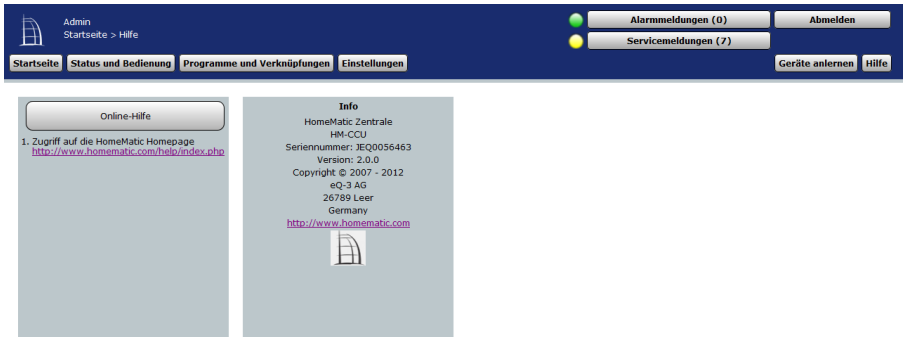 Admin
Startseite > Hilfe
Alarmmeldungen (0)
Abmelden
Servicemeldungen (7)
Startseite
Status und Bedienung
Programme und Verknüpfungen
Einstellungen
Geräte anlernen
Hilfe
Online-Hilfe
1. Zugriff auf die HomeMatic Homepage
http://www.homematic.com/help/index.php
Info
HomeMatic Zentrale
HM-CCU
Seriennummer: JEQ0056463
Version: 2.0.0
Copyright © 2007 - 2012
eQ-3 AG
26789 Leer
Germany
http://www.homematic.com